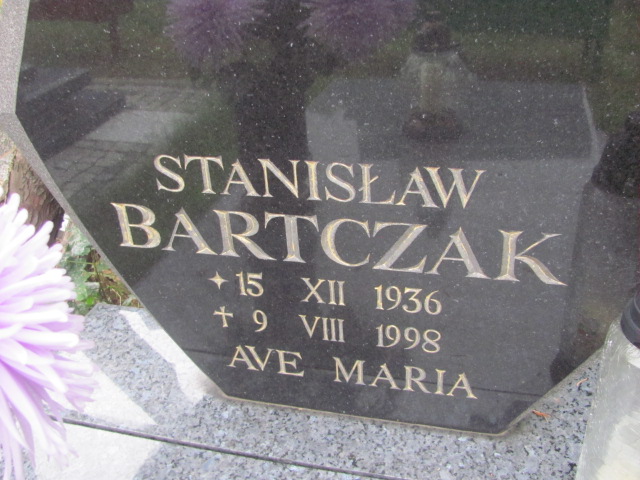 STANISŁAW
BARTCZAK
✦ 15 XII 1936
✝ 9 VIII 1998
AVE MARIA